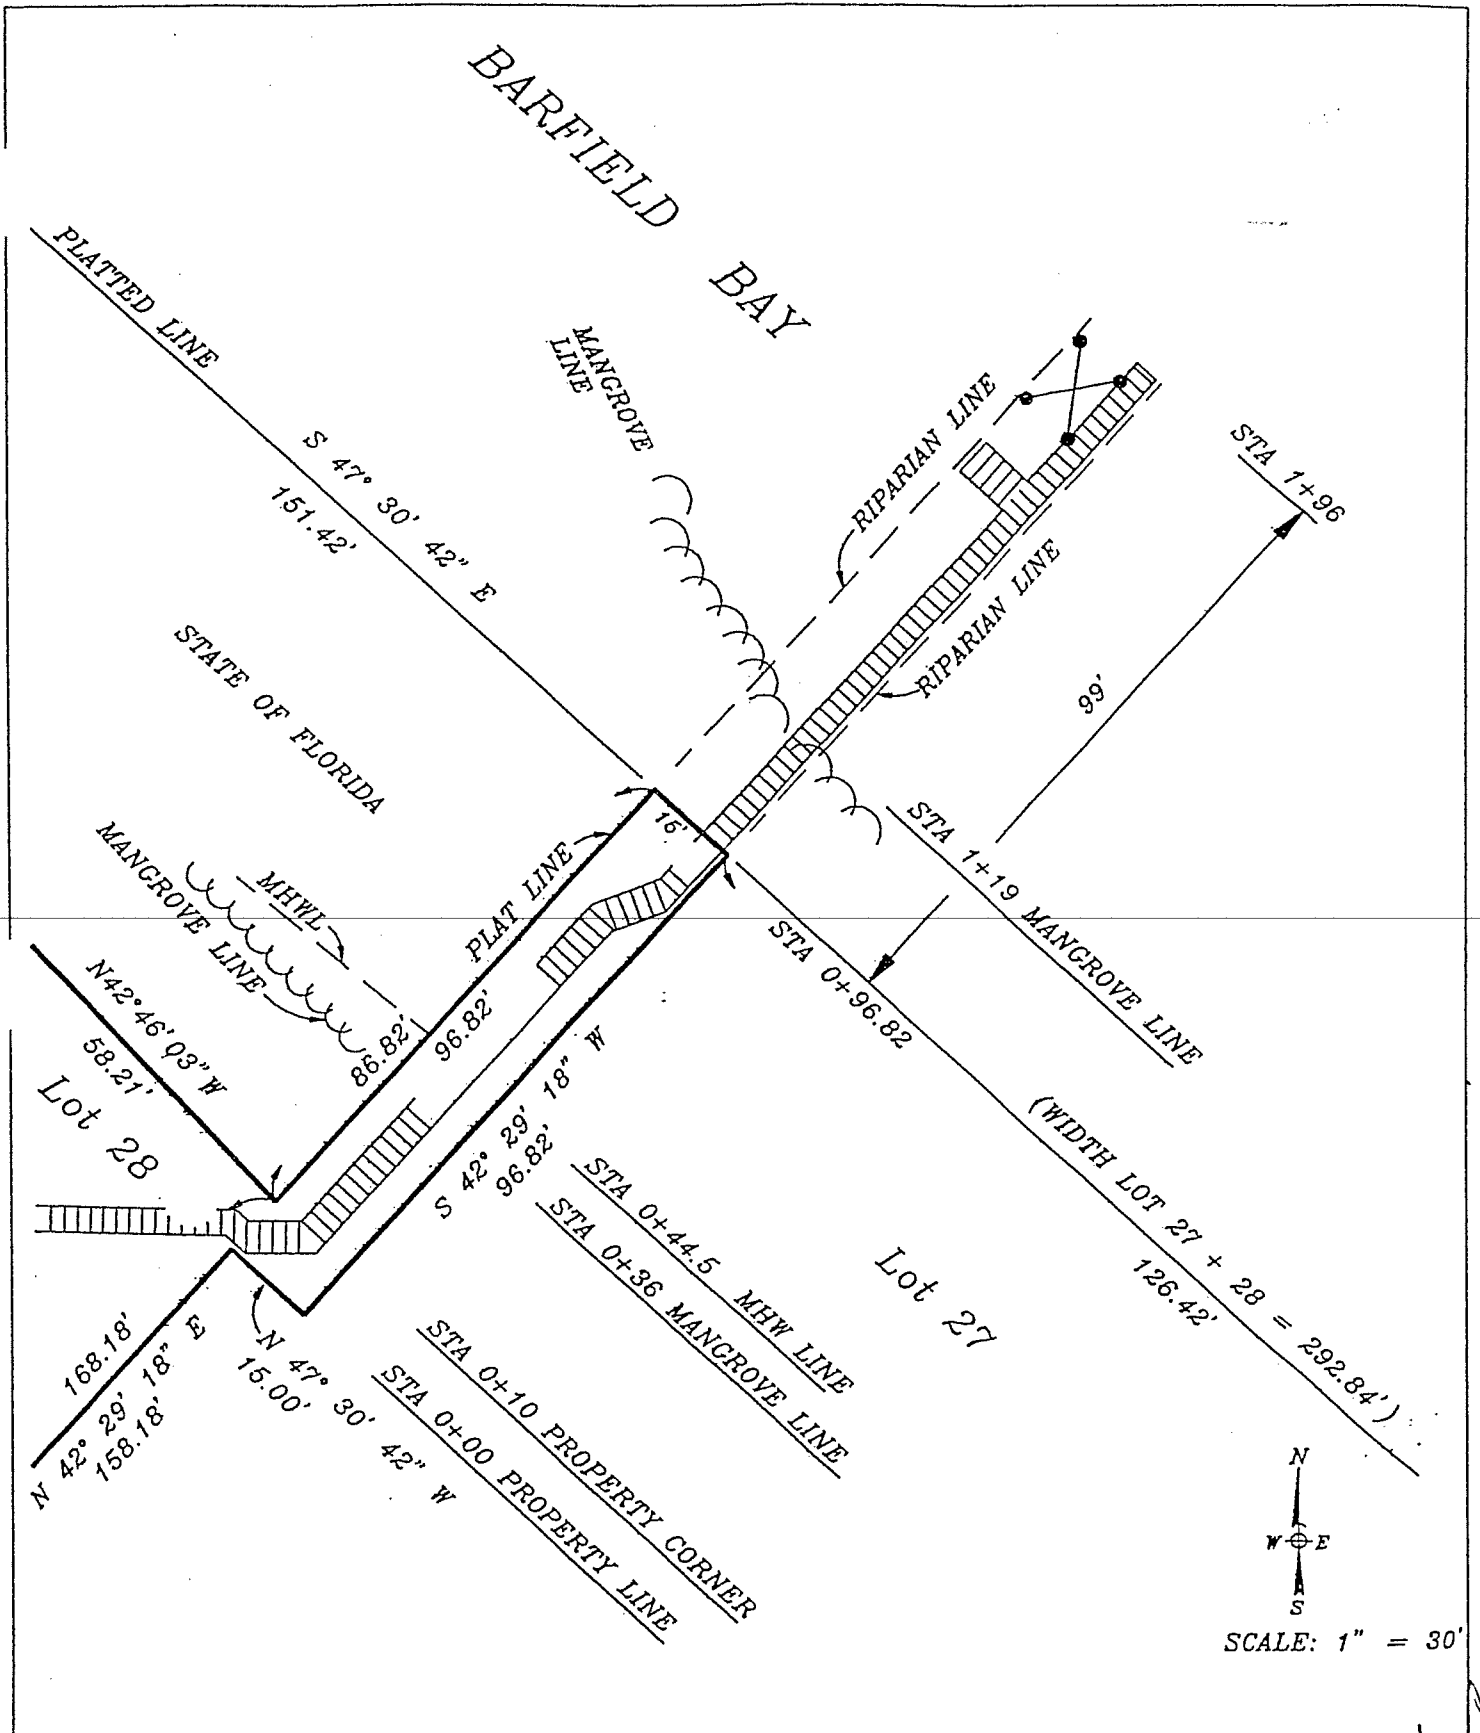 BARFIELD BAY
PLATTED LINE
S 47° 30' 42" E
151.42'
MANGROVE
LINE
RIPARIAN LINE
STA 1+96
RIPARIAN LINE
99'
STATE OF FLORIDA
15'
STA 1+19 MANGROVE LINE
MANGROVE LINE
MHWL
PLAT LINE
STA 0+96.82
N42°46'03"W
58.21'
86.82'
96.82'
Lot 28
S 42° 29' 18" W
96.82'
(WIDTH LOT 27 + 28 = 292.84')
126.42'
STA 0+44.5 MHW LINE
STA 0+36 MANGROVE LINE
Lot 27
168.18'
N 42° 29' 18" E
158.18'
N 47° 30' 42" W
15.00'
STA 0+10 PROPERTY CORNER
STA 0+00 PROPERTY LINE
N
W E
S
SCALE: 1" = 30'